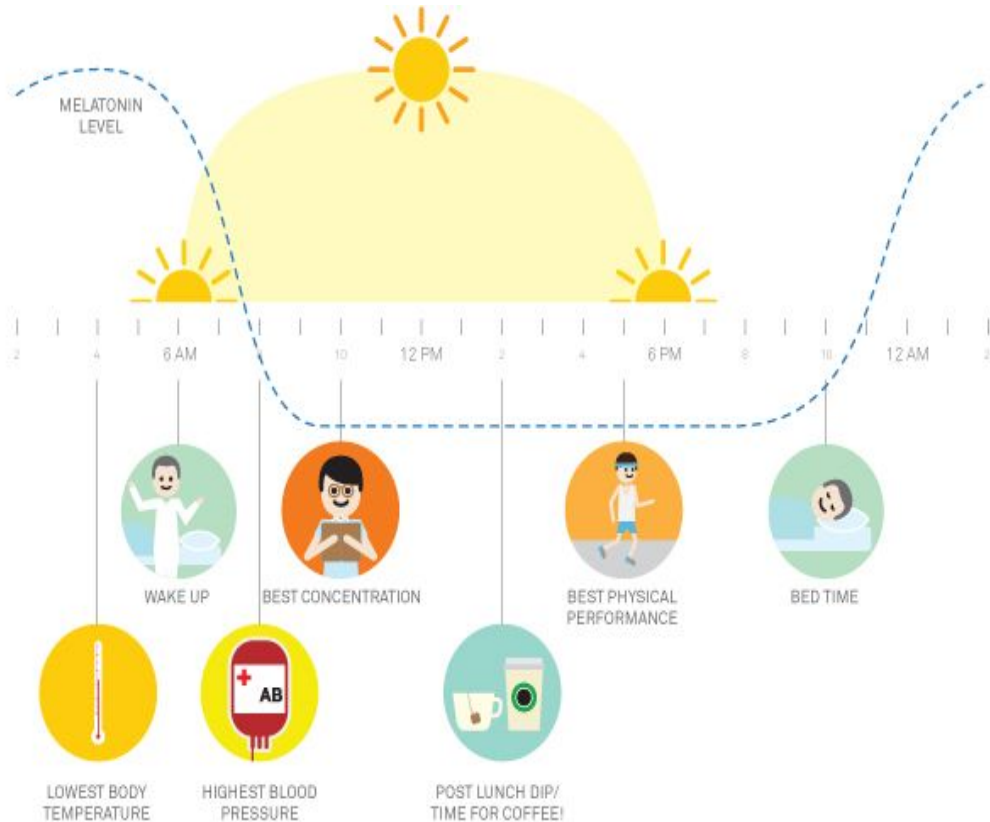 MELATONIN
LEVEL
2 4 6 AM 10 12 PM 2 4 6 PM 8 10 12 AM 2
WAKE UP
BEST CONCENTRATION
BEST PHYSICAL
PERFORMANCE
BED TIME
AB
LOWEST BODY
TEMPERATURE
HIGHEST BLOOD
PRESSURE
POST LUNCH DIP/
TIME FOR COFFEE!